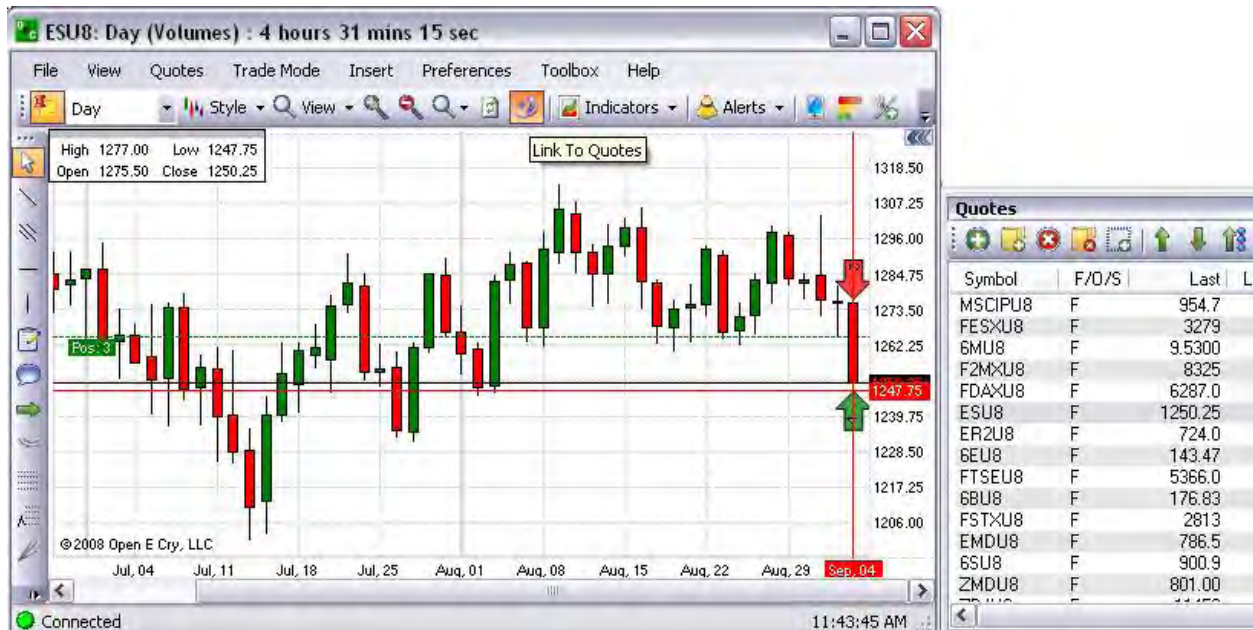 ESU8: Day (Volumes) : 4 hours 31 mins 15 sec
File View Quotes Trade Mode Insert Preferences Toolbox Help
Day Style View Indicators Alerts
High 1277.00 Low 1247.75
Open 1275.50 Close 1250.25
Link To Quotes
1318.50
1307.25
1296.00
1284.75
1273.50
1262.25
1247.75
1239.75
1228.50
1217.25
1206.00
Pos: 3
©2008 Open E Cry, LLC
Jul, 04 Jul, 11 Jul, 18 Jul, 25 Aug, 01 Aug, 08 Aug, 15 Aug, 22 Aug, 29 Sep, 04
Connected 11:43:45 AM
Quotes
Symbol F/O/S Last L
MSCIPU8 F 954.7
FESXU8 F 3279
6MU8 F 9.5300
F2MXU8 F 8325
FDAXU8 F 6287.0
ESU8 F 1250.25
ER2U8 F 724.0
6EU8 F 143.47
FTSEU8 F 5366.0
6BU8 F 176.83
FSTXU8 F 2813
EMDU8 F 786.5
6SU8 F 900.9
ZMDU8 F 801.00